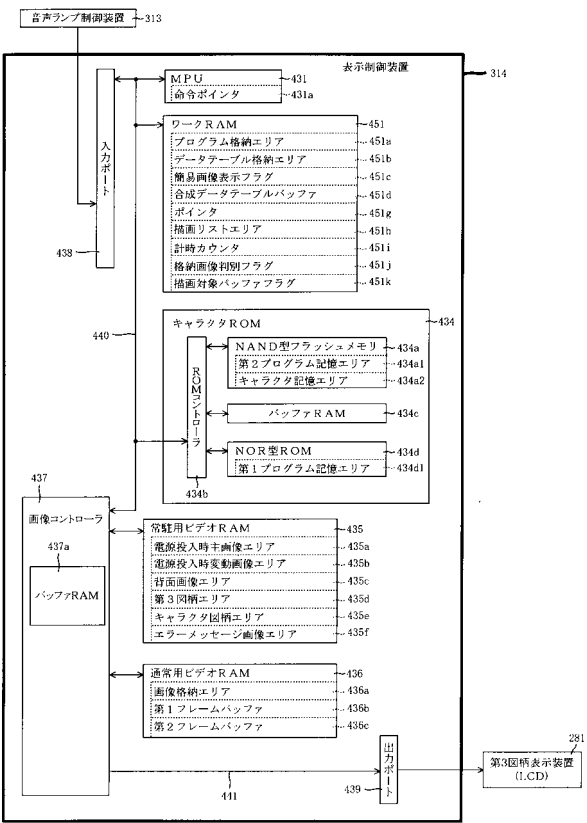 音声ランプ制御装置 313
表示制御装置
314
MPU 431
命令ポインタ 431a
入力ポート
438
ワークRAM 451
プログラム格納エリア 451a
データテーブル格納エリア 451b
簡易画像表示フラグ 451c
合成データテーブルバッファ 451d
ポインタ 451g
描画リストエリア 451h
計時カウンタ 451i
格納画像判別フラグ 451j
描画対象バッファフラグ 451k
440
キャラクタROM 434
ROMコントローラ
434b
NAND型フラッシュメモリ 434a
第2プログラム記憶エリア 434a1
キャラクタ記憶エリア 434a2
バッファRAM 434c
NOR型ROM 434d
第1プログラム記憶エリア 434d1
437
画像コントローラ
437a
バッファRAM
常駐用ビデオRAM 435
電源投入時主画像エリア 435a
電源投入時変動画像エリア 435b
背面画像エリア 435c
第3図柄エリア 435d
キャラクタ図柄エリア 435e
エラーメッセージ画像エリア 435f
通常用ビデオRAM 436
画像格納エリア 436a
第1フレームバッファ 436b
第2フレームバッファ 436c
441
出力ポート
439
281
第3図柄表示装置
(LCD)